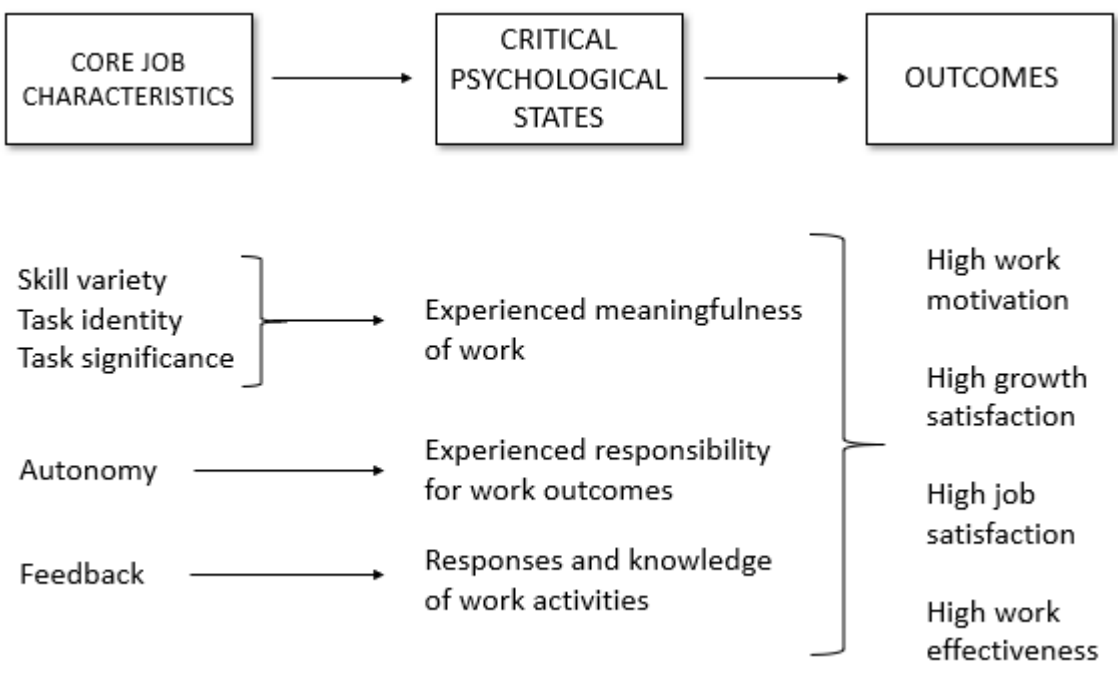 CORE JOB
CHARACTERISTICS
CRITICAL
PSYCHOLOGICAL
STATES
OUTCOMES
Skill variety
Task identity
Task significance
Experienced meaningfulness
of work
Autonomy
Experienced responsibility
for work outcomes
Feedback
Responses and knowledge
of work activities
High work
motivation
High growth
satisfaction
High job
satisfaction
High work
effectiveness